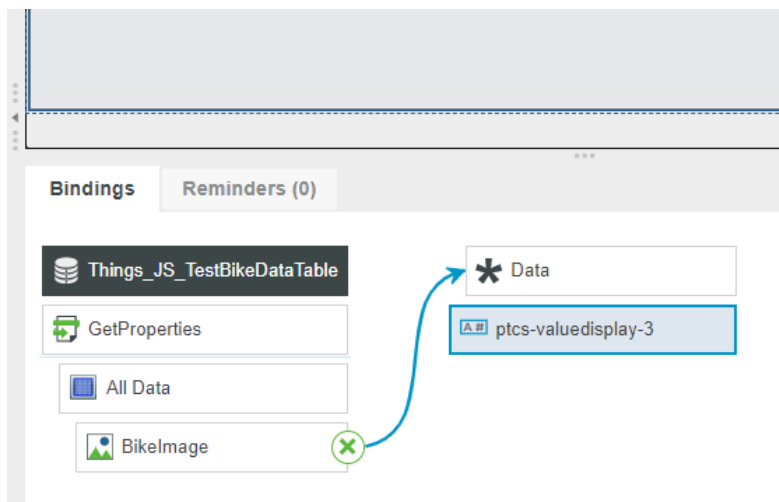 Bindings
Reminders (0)
Things_JS_TestBikeDataTable
Data
GetProperties
A # ptcs-valuedisplay-3
All Data
BikeImage